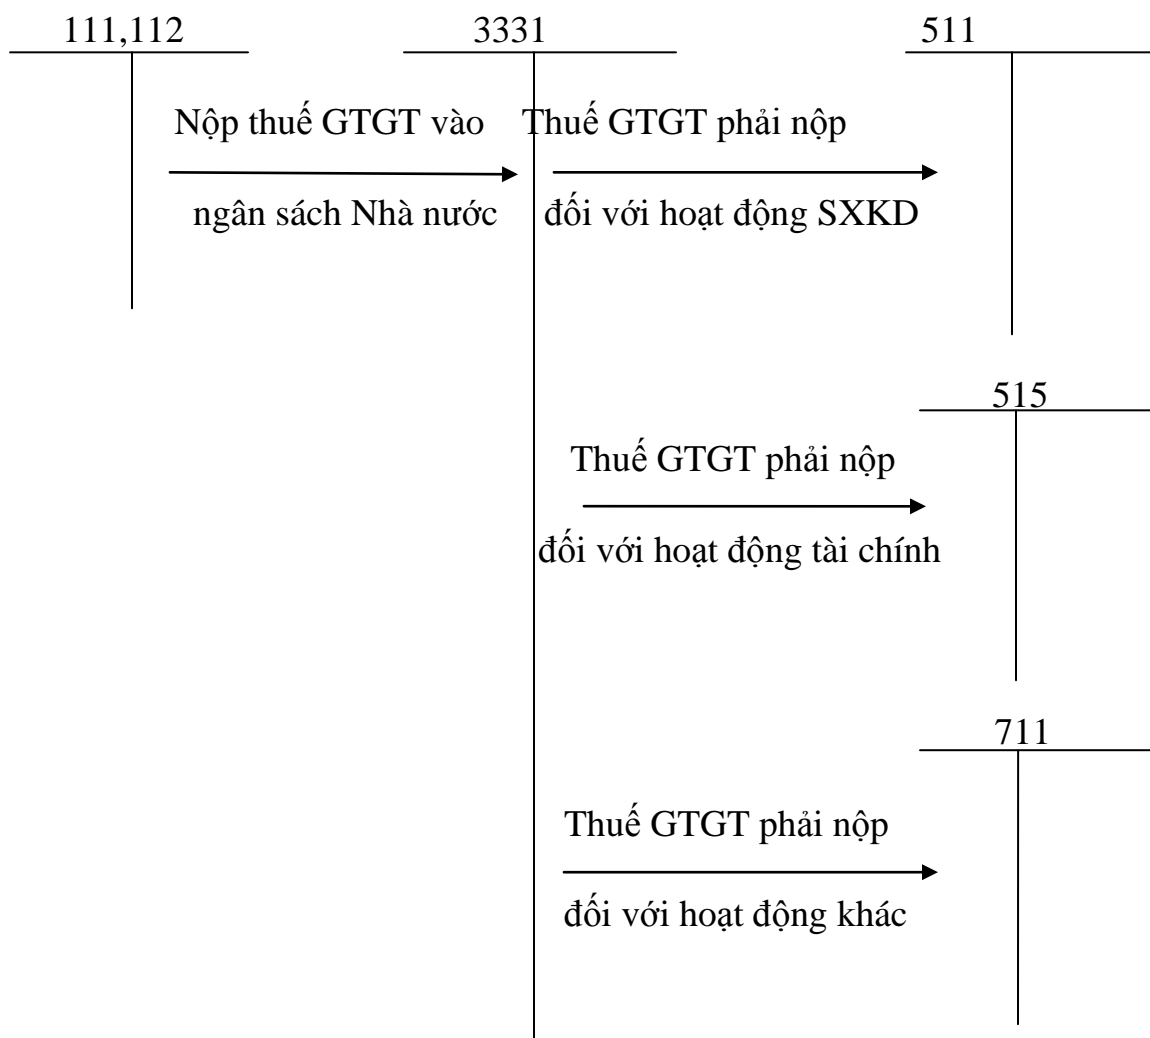 111,112
3331
511
Nộp thuế GTGT vào
ngân sách Nhà nước
Thuế GTGT phải nộp
đối với hoạt động SXKD
515
Thuế GTGT phải nộp
đối với hoạt động tài chính
711
Thuế GTGT phải nộp
đối với hoạt động khác